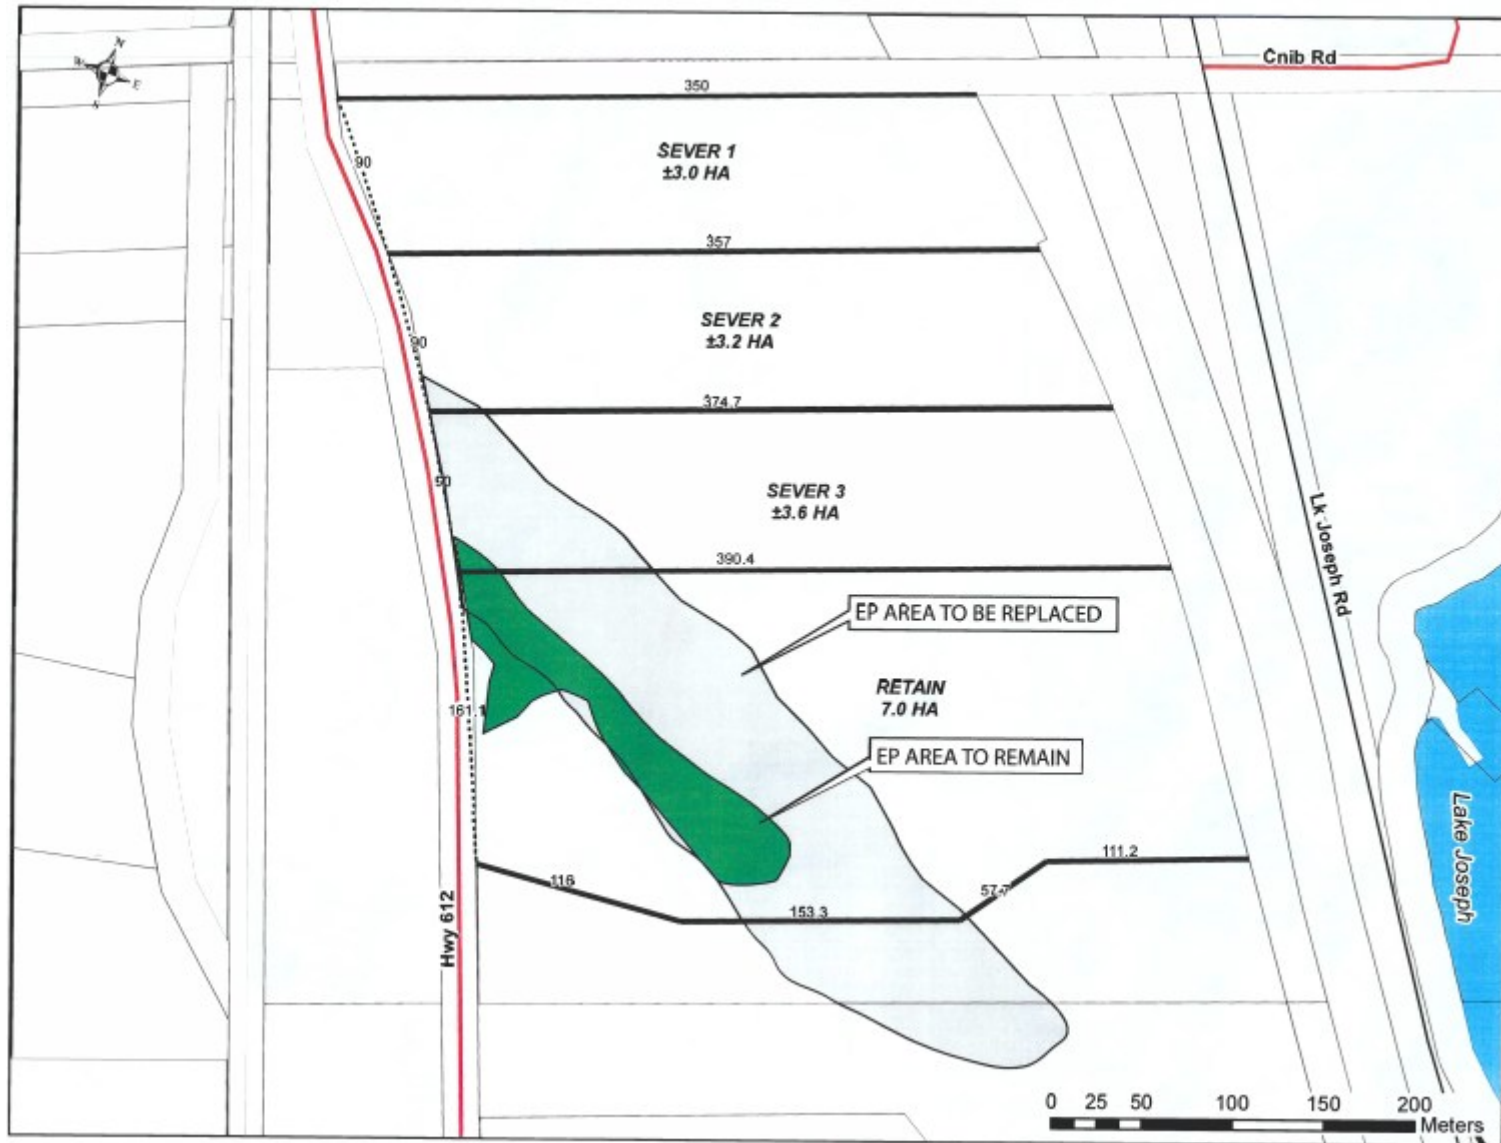 N
W
E
S
Cnib Rd
350
SEVER 1
±3.0 HA
90
357
SEVER 2
±3.2 HA
90
374.7
SEVER 3
±3.6 HA
90
390.4
EP AREA TO BE REPLACED
Lk Joseph Rd
RETAIN
7.0 HA
161.1
EP AREA TO REMAIN
Lake Joseph
111.2
116
57.7
153.3
Hwy 612
0 25 50 100 150 200
Meters